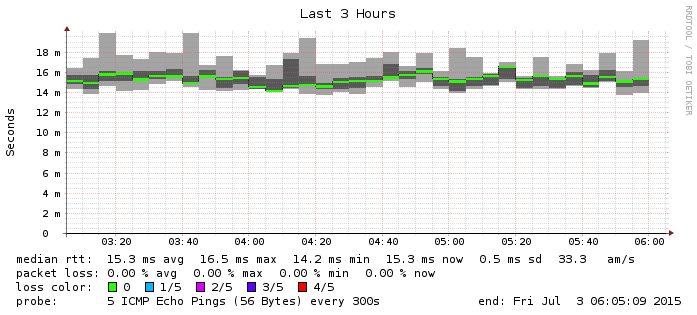 Last 3 Hours
RRDTOOL / TOBI OETIKER
Seconds
18 m
16 m
14 m
12 m
10 m
8 m
6 m
4 m
2 m
0
03:20 03:40 04:00 04:20 04:40 05:00 05:20 05:40 06:00
median rtt: 15.3 ms avg 16.5 ms max 14.2 ms min 15.3 ms now 0.5 ms sd 33.3 am/s
packet loss: 0.00 % avg 0.00 % max 0.00 % min 0.00 % now
loss color: 0 1/5 2/5 3/5 4/5
probe: 5 ICMP Echo Pings (56 Bytes) every 300s end: Fri Jul 3 06:05:09 2015